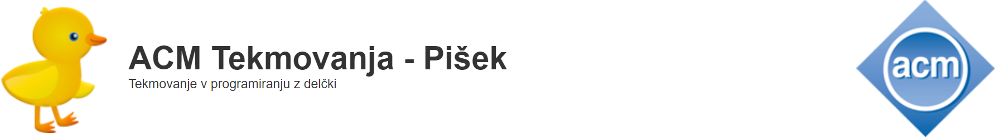 ACM Tekmovanja - Pišek
Tekmovanje v programiranju z delčki
acm